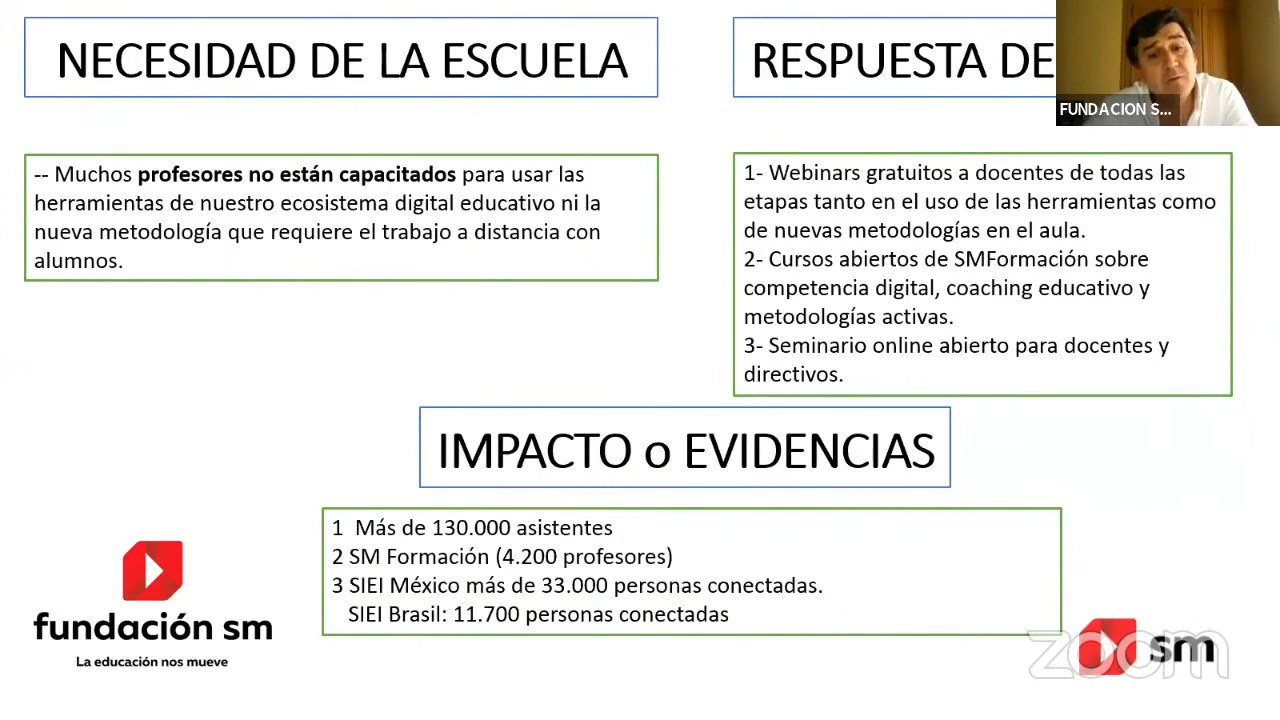 NECESIDAD DE LA ESCUELA
RESPUESTA DE
FUNDACION S...
-- Muchos profesores no están capacitados para usar las
herramientas de nuestro ecosistema digital educativo ni la
nueva metodología que requiere el trabajo a distancia con
alumnos.
1- Webinars gratuitos a docentes de todas las
etapas tanto en el uso de las herramientas como
de nuevas metodologías en el aula.
2- Cursos abiertos de SMFormación sobre
competencia digital, coaching educativo y
metodologías activas.
3- Seminario online abierto para docentes y
directivos.
IMPACTO o EVIDENCIAS
1  Más de 130.000 asistentes
2 SM Formación (4.200 profesores)
3 SIEI México más de 33.000 personas conectadas.
SIEI Brasil: 11.700 personas conectadas
fundación sm
La educación nos mueve
sm
zoom